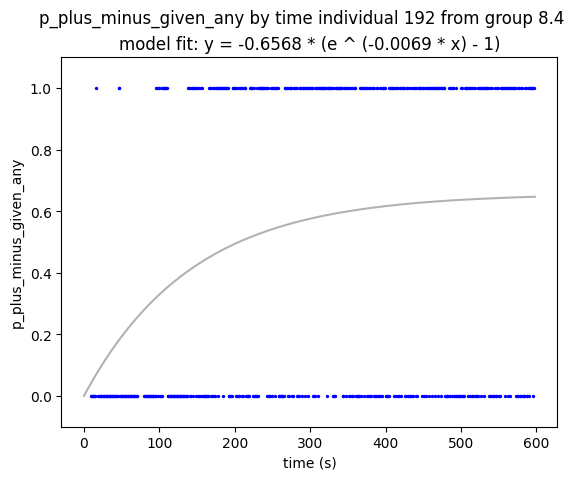 p_plus_minus_given_any by time individual 192 from group 8.4
model fit: y = -0.6568 * (e ^ (-0.0069 * x) - 1)
1.0
0.8
0.6
0.4
0.2
0.0
p_plus_minus_given_any
0 100 200 300 400 500 600
time (s)